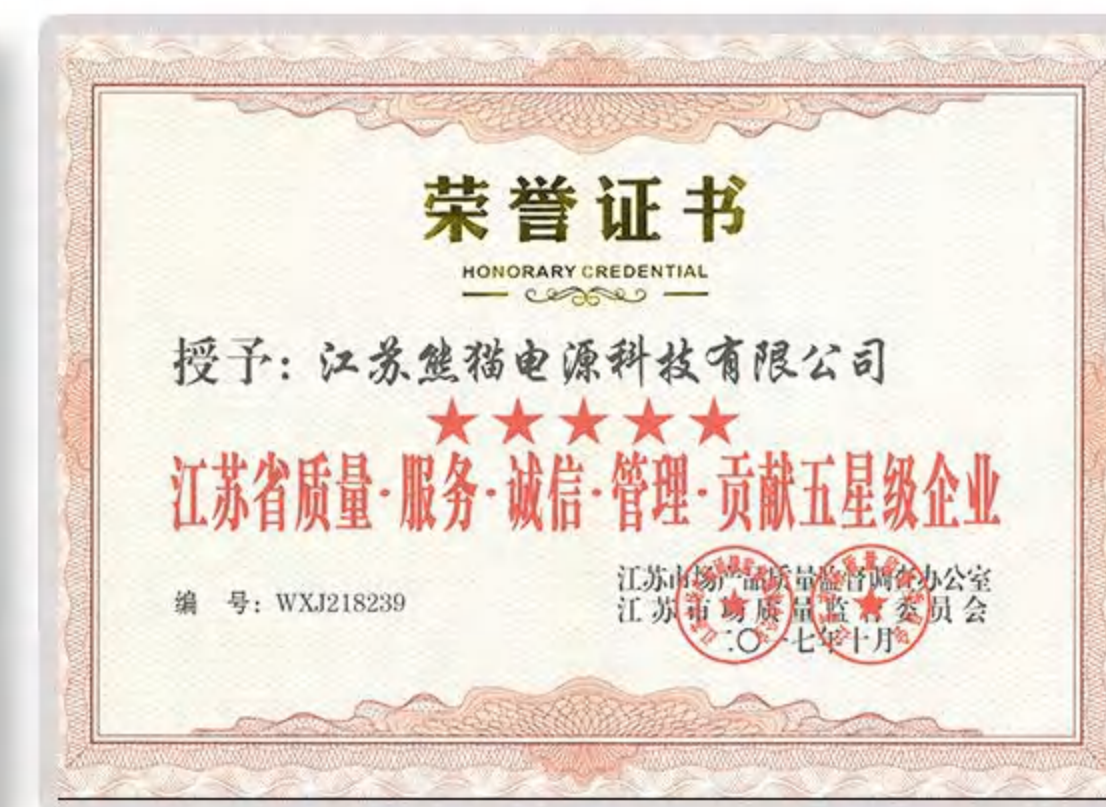 荣誉证书
HONORARY CREDENTIAL
授予：江苏熊猫电源科技有限公司
江苏省质量·服务·诚信·管理·贡献五星级企业
编 号：WXJ218239
江苏市场产品质量监督调查办公室
江苏市场质量监督委员会
二〇一七年十月